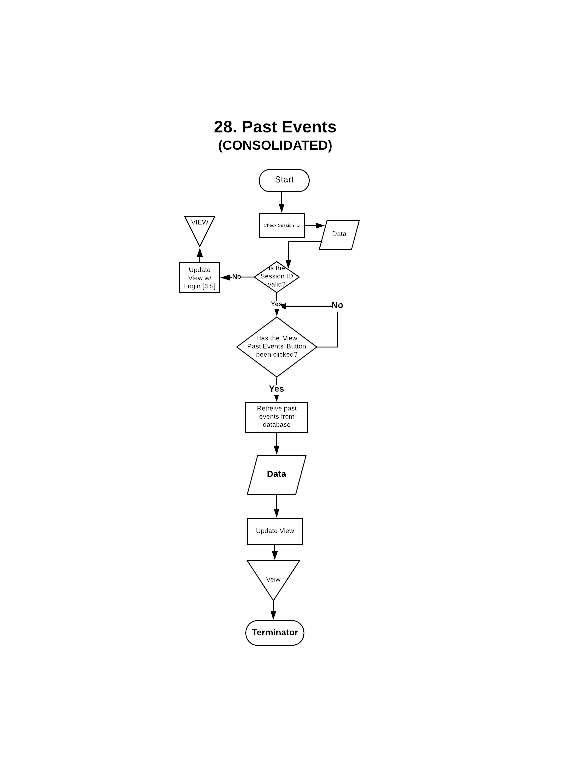 28. Past Events
(CONSOLIDATED)
Start
Check Session ID
Data
VIEW
Update
View w/
Login [3.5]
No
Is the
Session ID
valid?
Yes
No
Has the 'View
Past Events' Button
been clicked?
Yes
Retreive past
events from
database
Data
Update View
View
Terminator